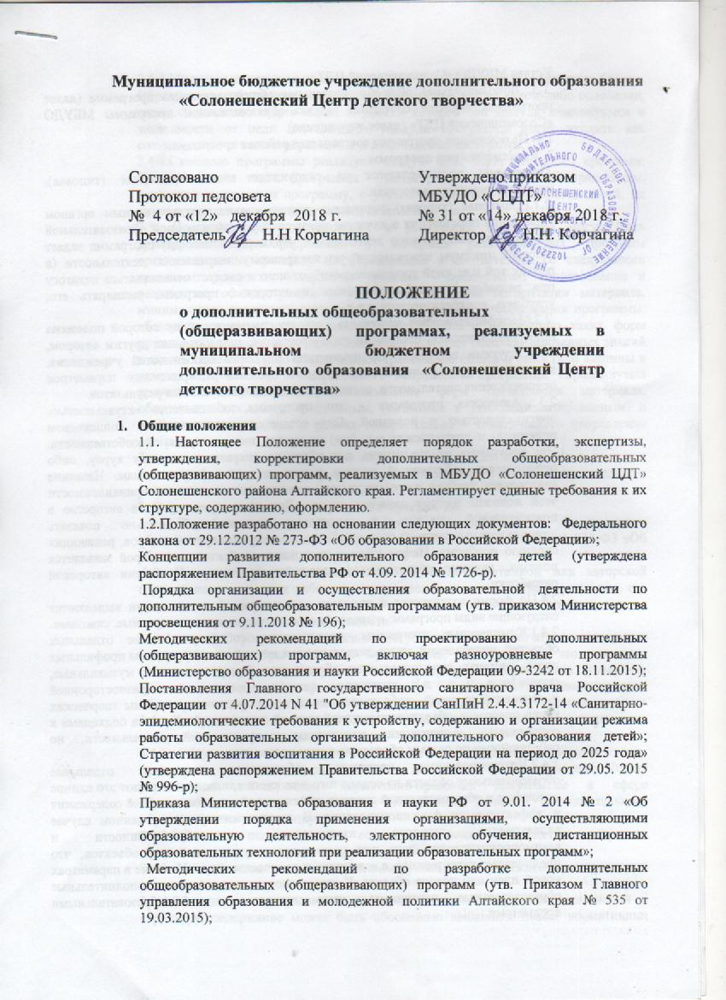 Муниципальное бюджетное учреждение дополнительного образования
«Солонешенский Центр детского творчества»
Согласовано
Протокол педсовета
№ 4 от «12» декабря 2018 г.
Председатель Н.Н Корчагина
Утверждено приказом
МБУДО «СЦДТ»
№ 31 от «14» декабря 2018 г.
Директор Н.Н. Корчагина
ПОЛОЖЕНИЕ
о дополнительных общеобразовательных
(общеразвивающих) программах, реализуемых в
муниципальном бюджетном учреждении
дополнительного образования «Солонешенский Центр
детского творчества»
1. Общие положения
1.1. Настоящее Положение определяет порядок разработки, экспертизы,
утверждения, корректировки дополнительных общеобразовательных
(общеразвивающих) программ, реализуемых в МБУДО «Солонешенский ЦДТ»
Солонешенского района Алтайского края. Регламентирует единые требования к их
структуре, содержанию, оформлению.
1.2.Положение разработано на основании следующих документов: Федерального
закона от 29.12.2012 № 273-ФЗ «Об образовании в Российской Федерации»;
Концепции развития дополнительного образования детей (утверждена
распоряжением Правительства РФ от 4.09. 2014 № 1726-р).
Порядка организации и осуществления образовательной деятельности по
дополнительным общеобразовательным программам (утв. приказом Министерства
просвещения от 9.11.2018 № 196);
Методических рекомендаций по проектированию дополнительных
(общеразвивающих) программ, включая разноуровневые программы
(Министерство образования и науки Российской Федерации 09-3242 от 18.11.2015);
Постановления Главного государственного санитарного врача Российской
Федерации от 4.07.2014 N 41 "Об утверждении СанПиН 2.4.4.3172-14 «Санитарно-
эпидемиологические требования к устройству, содержанию и организации режима
работы образовательных организаций дополнительного образования детей»;
Стратегии развития воспитания в Российской Федерации на период до 2025 года»
(утверждена распоряжением Правительства Российской Федерации от 29.05. 2015
№ 996-р);
Приказа Министерства образования и науки РФ от 9.01. 2014 № 2 «Об
утверждении порядка применения организациями, осуществляющими
образовательную деятельность, электронного обучения, дистанционных
образовательных технологий при реализации образовательных программ»;
Методических рекомендаций по разработке дополнительных
общеобразовательных (общеразвивающих) программ (утв. Приказом Главного
управления образования и молодежной политики Алтайского края № 535 от
19.03.2015);